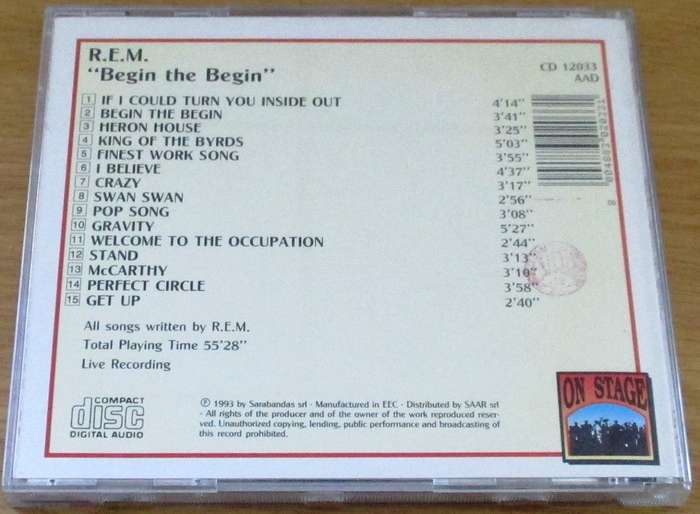 R.E.M.
“Begin the Begin”
CD 12033
AAD
1 IF I COULD TURN YOU INSIDE OUT 4'14''
2 BEGIN THE BEGIN 3'41''
3 HERON HOUSE 3'25''
4 KING OF THE BYRDS 5'03''
5 FINEST WORK SONG 3'55''
6 I BELIEVE 4'37''
7 CRAZY 3'17''
8 SWAN SWAN 2'56''
9 POP SONG 3'08''
10 GRAVITY 5'27''
11 WELCOME TO THE OCCUPATION 2'44''
12 STAND 3'13''
13 McCARTHY 3'10''
14 PERFECT CIRCLE 3'58''
15 GET UP 2'40''
All songs written by R.E.M.
Total Playing Time 55'28''
Live Recording
COMPACT
disc
DIGITAL AUDIO
℗ 1993 by Sarabandas srl · Manufactured in EEC · Distributed by SAAR srl
· All rights of the producer and of the owner of the work reproduced reser-
ved. Unauthorized copying, lending, public performance and broadcasting of
this record prohibited.
ON STAGE